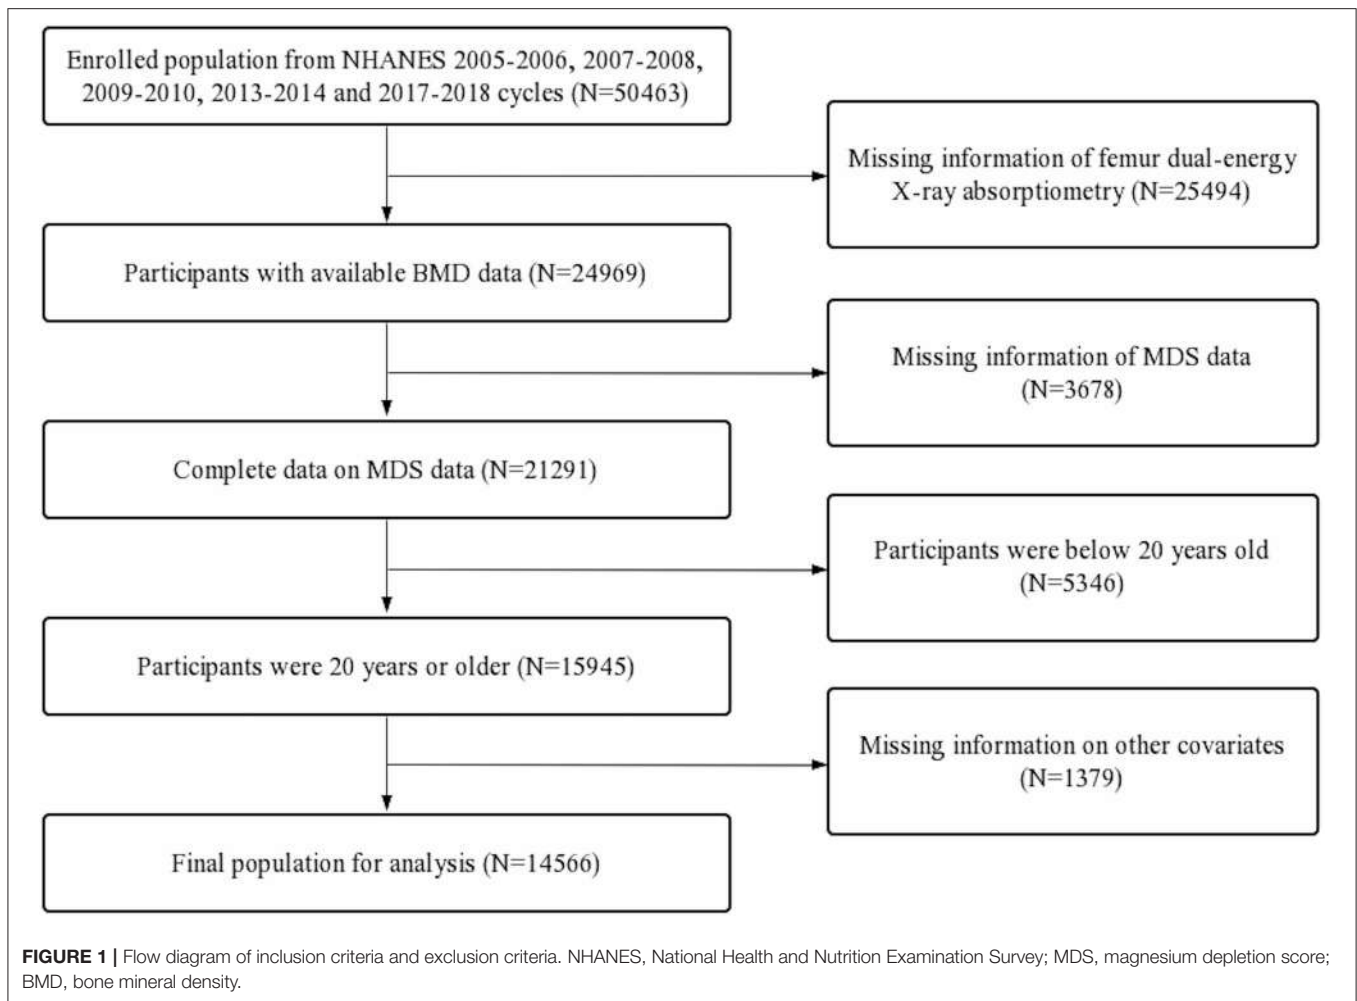 Enrolled population from NHANES 2005-2006, 2007-2008,
2009-2010, 2013-2014 and 2017-2018 cycles (N=50463)
Missing information of femur dual-energy
X-ray absorptiometry (N=25494)
Participants with available BMD data (N=24969)
Missing information of MDS data
(N=3678)
Complete data on MDS data (N=21291)
Participants were below 20 years old
(N=5346)
Participants were 20 years or older (N=15945)
Missing information on other covariates
(N=1379)
Final population for analysis (N=14566)
FIGURE 1 | Flow diagram of inclusion criteria and exclusion criteria. NHANES, National Health and Nutrition Examination Survey; MDS, magnesium depletion score;
BMD, bone mineral density.